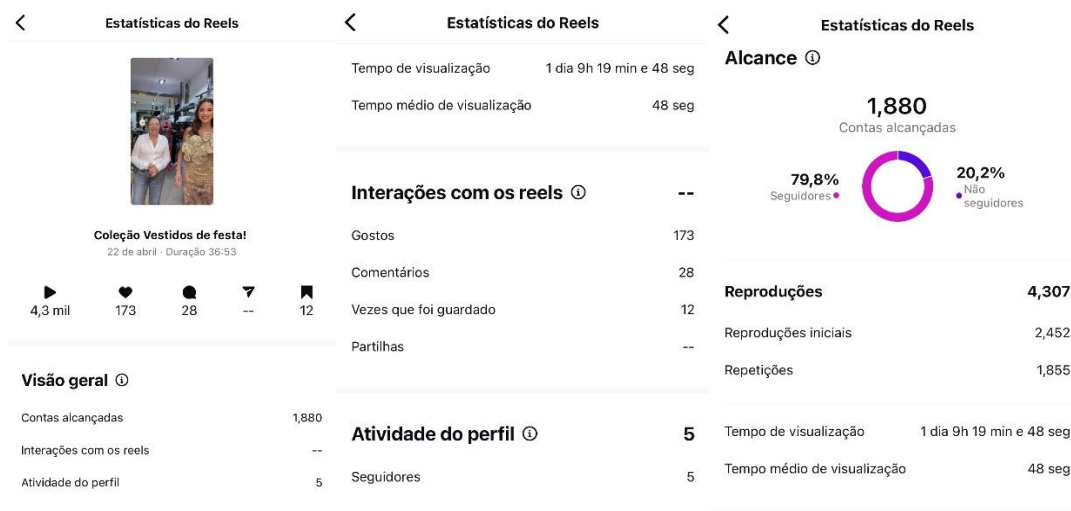 Estatísticas do Reels
Coleção Vestidos de festa!
22 de abril · Duração 36:53
4,3 mil 173 28 -- 12
Visão geral
Contas alcançadas 1,880
Interações com os reels --
Atividade do perfil 5
Estatísticas do Reels
Tempo de visualização 1 dia 9h 19 min e 48 seg
Tempo médio de visualização 48 seg
Interações com os reels --
Gostos 173
Comentários 28
Vezes que foi guardado 12
Partilhas --
Atividade do perfil 5
Seguidores 5
Estatísticas do Reels
Alcance
1,880
Contas alcançadas
79,8%
Seguidores
20,2%
Não
seguidores
Reproduções 4,307
Reproduções iniciais 2,452
Repetições 1,855
Tempo de visualização 1 dia 9h 19 min e 48 seg
Tempo médio de visualização 48 seg